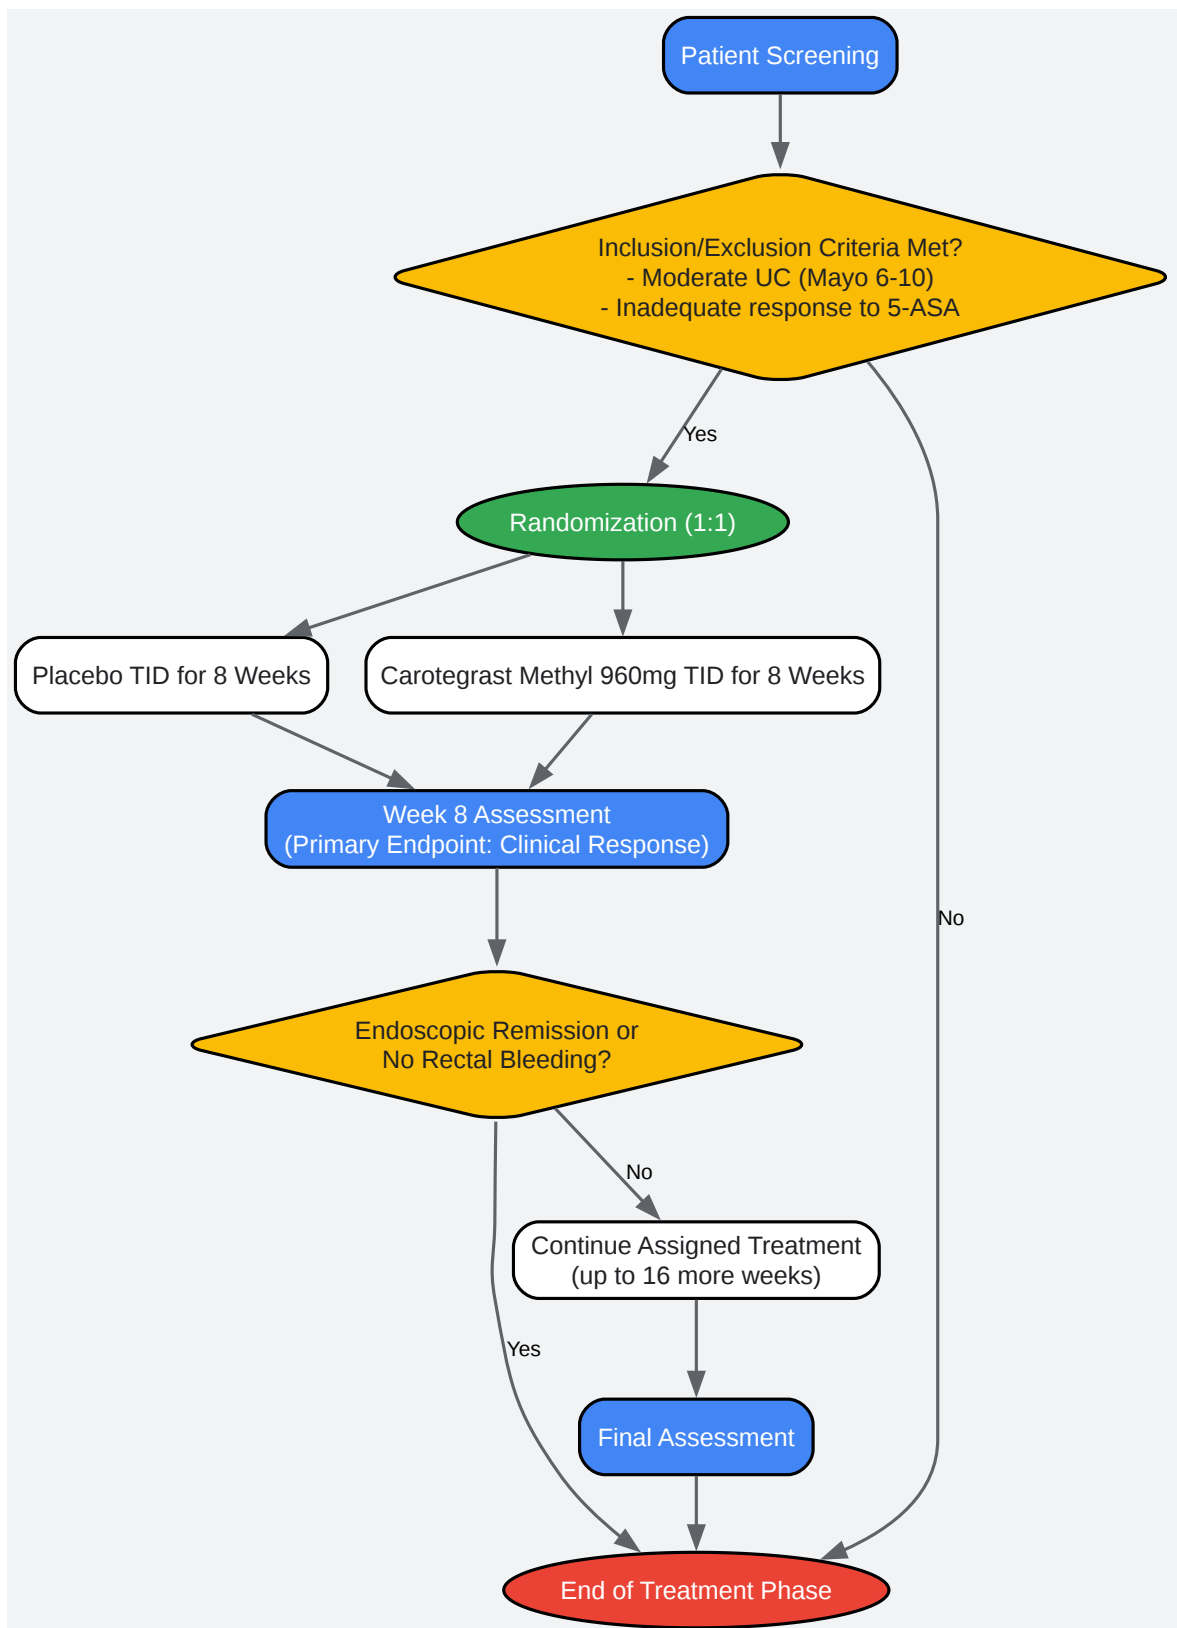 Patient Screening
Inclusion/Exclusion Criteria Met?
- Moderate UC (Mayo 6-10)
- Inadequate response to 5-ASA
Yes
Randomization (1:1)
Placebo TID for 8 Weeks
Carotegrast Methyl 960mg TID for 8 Weeks
Week 8 Assessment
(Primary Endpoint: Clinical Response)
No
Endoscopic Remission or
No Rectal Bleeding?
No
Continue Assigned Treatment
(up to 16 more weeks)
Yes
Final Assessment
End of Treatment Phase